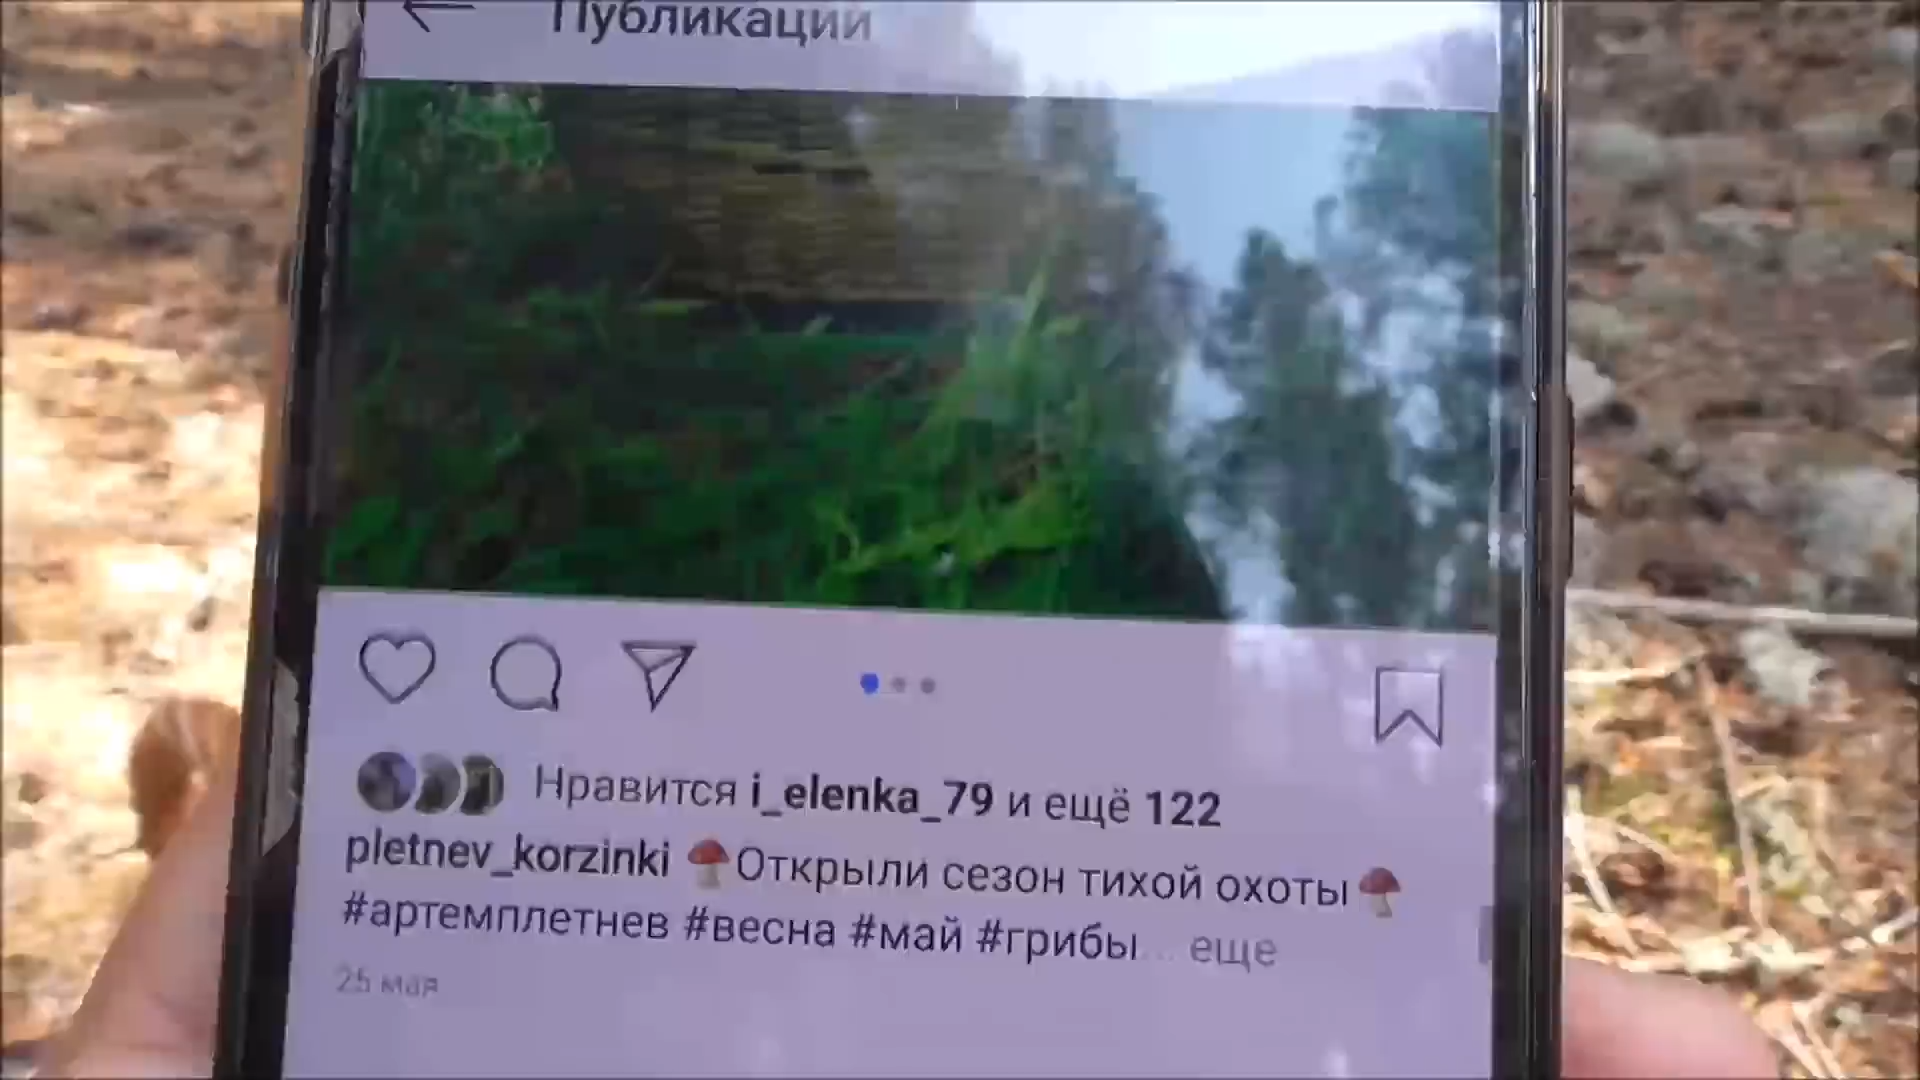 Публикации
Нравится i_elenka_79 и ещё 122
pletnev_korzinki 🍄Открыли сезон тихой охоты🍄
#артемплетнев #весна #май #грибы... еще
25 мая